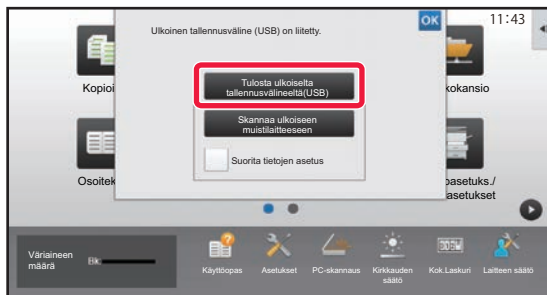 Ulkoinen tallennusväline (USB) on liitetty.
OK
11:43
Tulosta ulkoiselta
tallennusvälineeltä(USB)
Kopioi
kokansio
Skannaa ulkoiseen
muistilaitteeseen
Suorita tietojen asetus
Osoitek
asetuks./
asetukset
Väriaineen
määrä
Bk:
Käyttöopas
Asetukset
PC-skannaus
Kirkkauden
säätö
Kok.Laskuri
Laitteen säätö